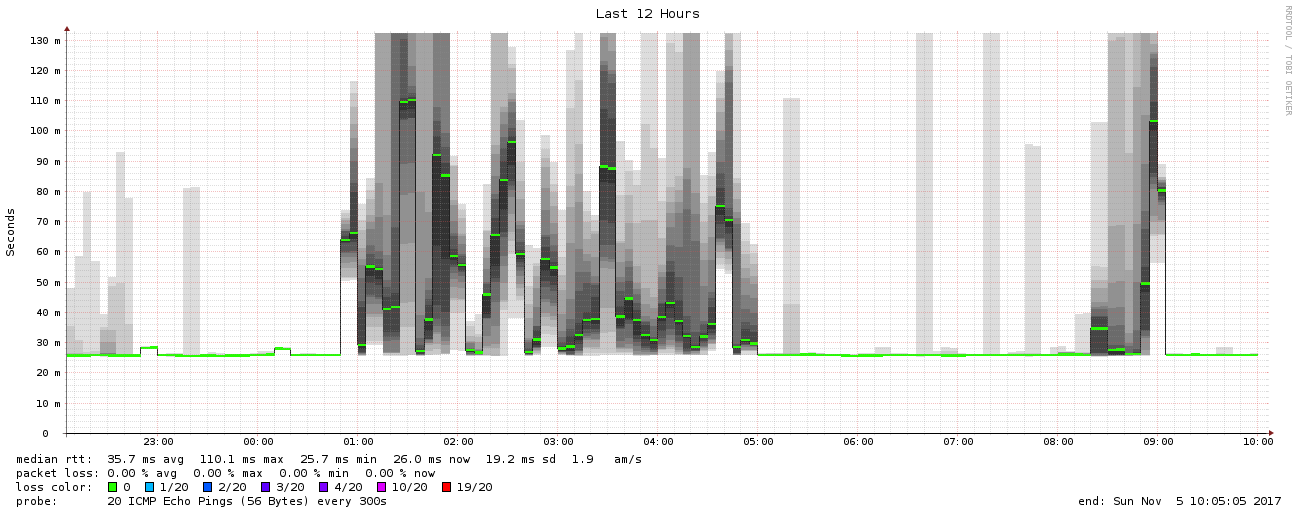 Last 12 Hours
RRDTOOL / TOBI OETIKER
Seconds
130 m
120 m
110 m
100 m
90 m
80 m
70 m
60 m
50 m
40 m
30 m
20 m
10 m
0
23:00 00:00 01:00 02:00 03:00 04:00 05:00 06:00 07:00 08:00 09:00 10:00
median rtt: 35.7 ms avg 110.1 ms max 25.7 ms min 26.0 ms now 19.2 ms sd 1.9 am/s
packet loss: 0.00 % avg 0.00 % max 0.00 % min 0.00 % now
loss color: 0 1/20 2/20 3/20 4/20 10/20 19/20
probe: 20 ICMP Echo Pings (56 Bytes) every 300s end: Sun Nov 5 10:05:05 2017